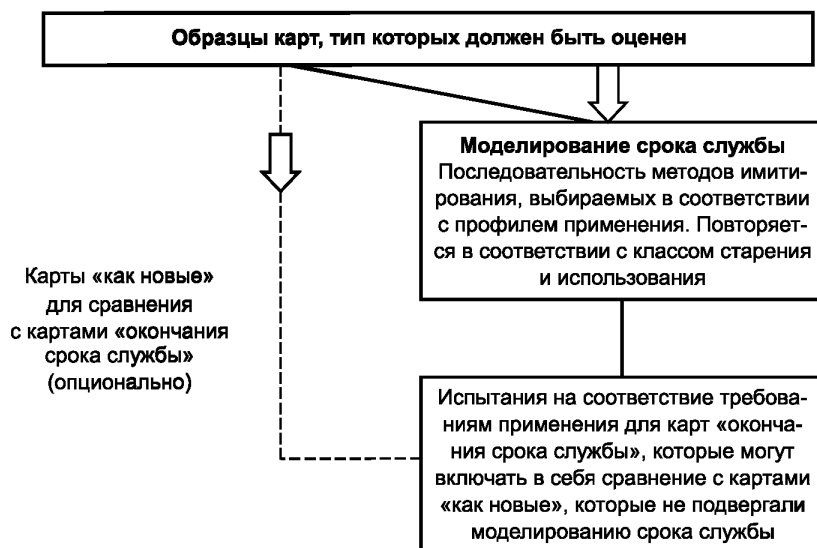 Образцы карт, тип которых должен быть оценен
Моделирование срока службы
Последовательность методов имити-
рования, выбираемых в соответствии
с профилем применения. Повторяет-
ся в соответствии с классом старения
и использования
Карты «как новые»
для сравнения
с картами «окончания
срока службы»
(опционально)
Испытания на соответствие требова-
ниям применения для карт «оконча-
ния срока службы», которые могут
включать в себя сравнение с картами
«как новые», которые не подвергали
моделированию срока службы